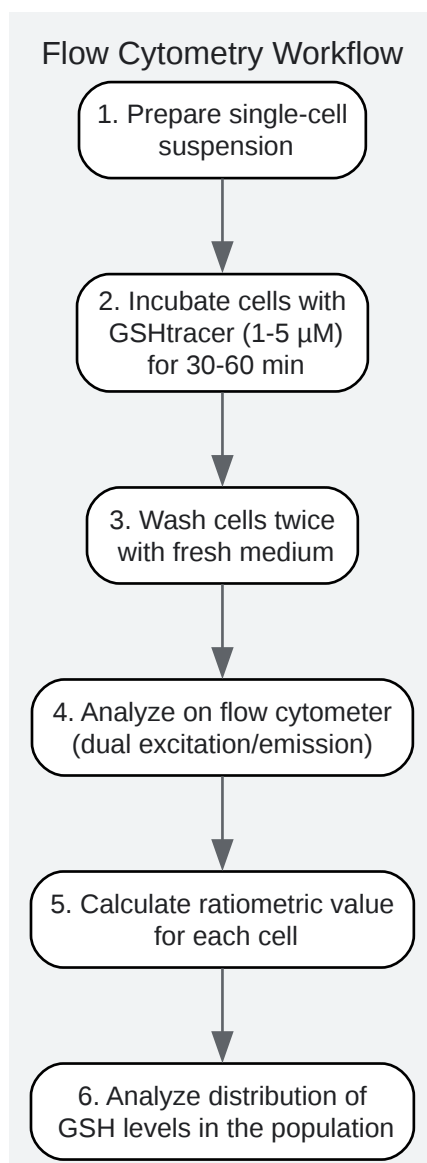 Flow Cytometry Workflow
1. Prepare single-cell
suspension
2. Incubate cells with
GSHtracer (1-5 µM)
for 30-60 min
3. Wash cells twice
with fresh medium
4. Analyze on flow cytometer
(dual excitation/emission)
5. Calculate ratiometric value
for each cell
6. Analyze distribution of
GSH levels in the population